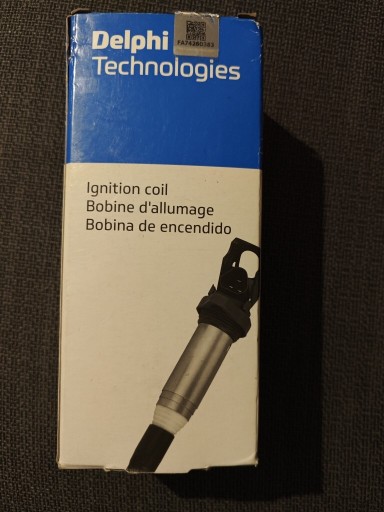 Delphi
Technologies
Ignition coil
Bobine d'allumage
Bobina de encendido